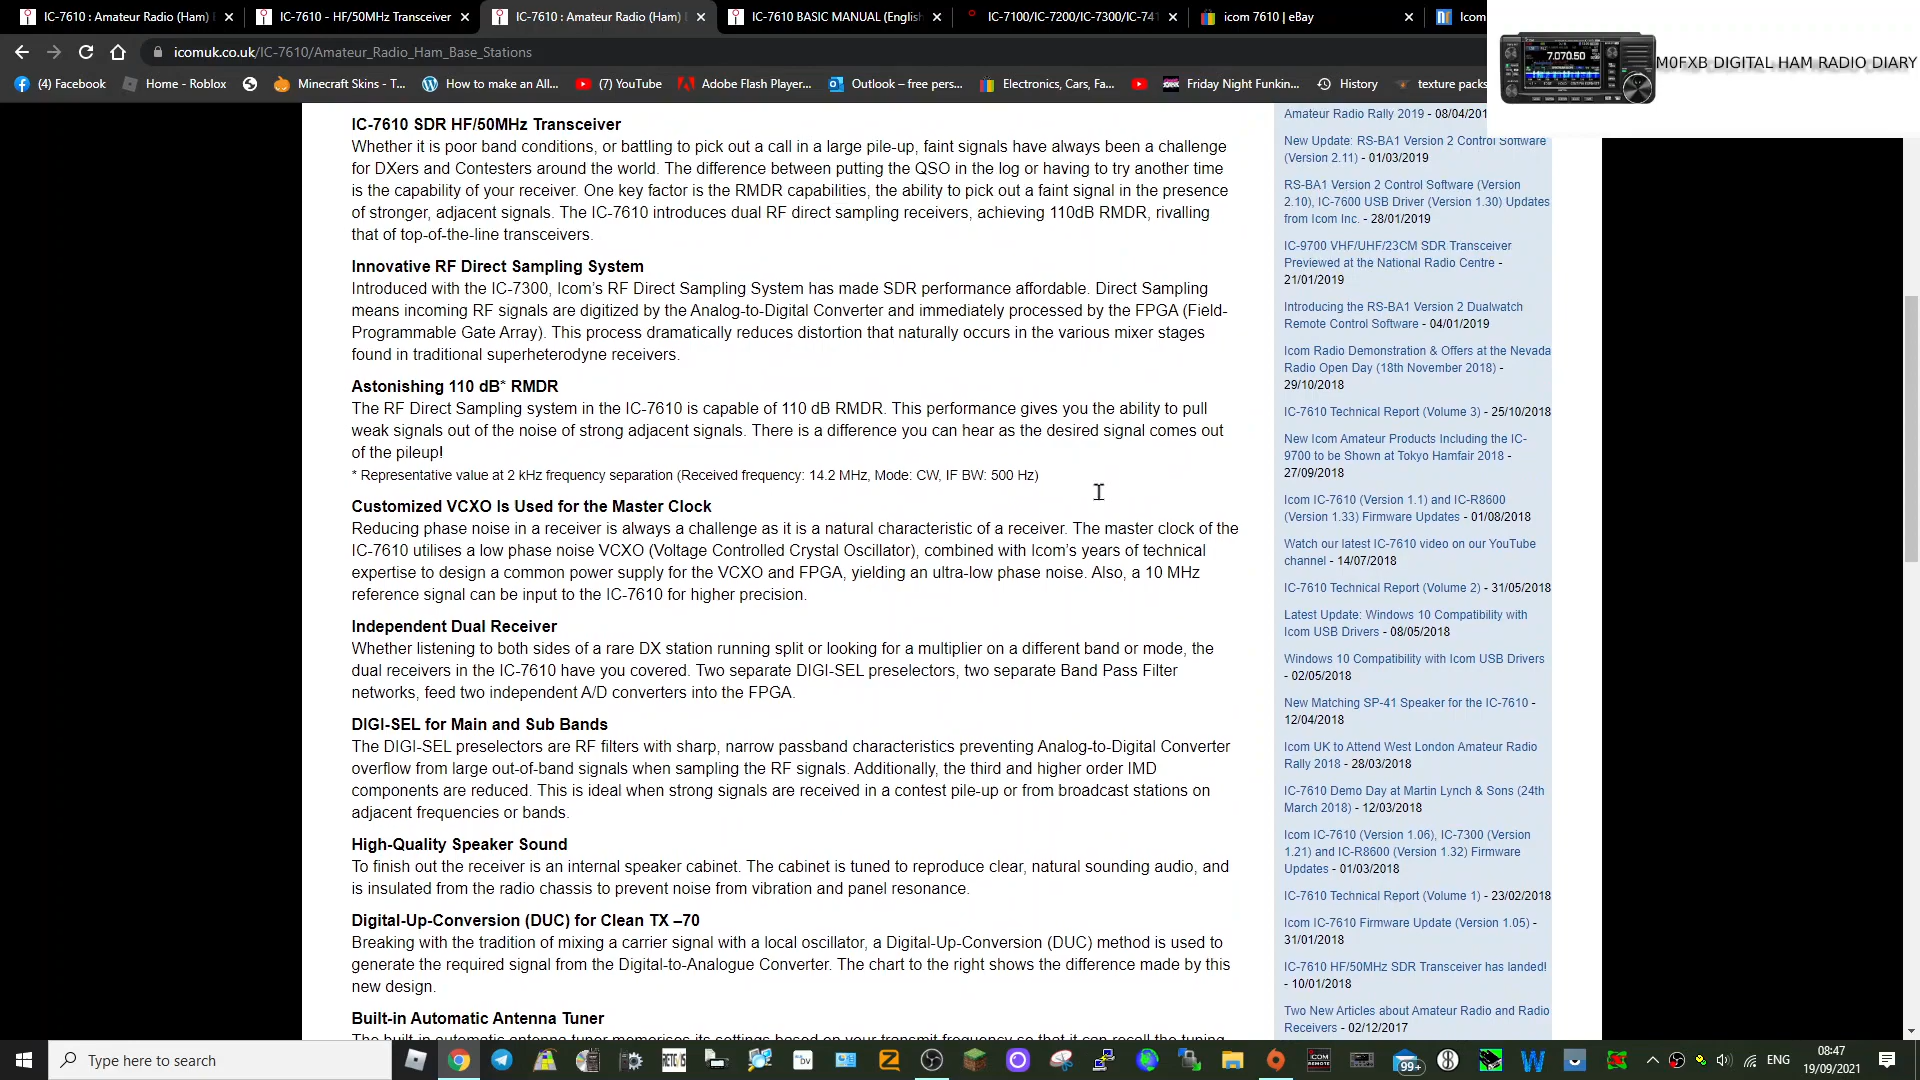 IC-7610 : Amateur Radio (Ham) B
IC-7610 - HF/50MHz Transceiver
IC-7610 : Amateur Radio (Ham) B
IC-7610 BASIC MANUAL (English
IC-7100/IC-7200/IC-7300/IC-741
icom 7610 | eBay
Icom
icomuk.co.uk/IC-7610/Amateur_Radio_Ham_Base_Stations
(4) Facebook
Home - Roblox
Minecraft Skins - T...
How to make an All...
(7) YouTube
Adobe Flash Player...
Outlook – free pers...
Electronics, Cars, Fa...
Friday Night Funkin...
History
texture packs
7.070.50
M0FXB DIGITAL HAM RADIO DIARY
IC-7610 SDR HF/50MHz Transceiver
Whether it is poor band conditions, or battling to pick out a call in a large pile-up, faint signals have always been a challenge
for DXers and Contesters around the world. The difference between putting the QSO in the log or having to try another time
is the capability of your receiver. One key factor is the RMDR capabilities, the ability to pick out a faint signal in the presence
of stronger, adjacent signals. The IC-7610 introduces dual RF direct sampling receivers, achieving 110dB RMDR, rivalling
that of top-of-the-line transceivers.
Innovative RF Direct Sampling System
Introduced with the IC-7300, Icom's RF Direct Sampling System has made SDR performance affordable. Direct Sampling
means incoming RF signals are digitized by the Analog-to-Digital Converter and immediately processed by the FPGA (Field-
Programmable Gate Array). This process dramatically reduces distortion that naturally occurs in the various mixer stages
found in traditional superheterodyne receivers.
Astonishing 110 dB* RMDR
The RF Direct Sampling system in the IC-7610 is capable of 110 dB RMDR. This performance gives you the ability to pull
weak signals out of the noise of strong adjacent signals. There is a difference you can hear as the desired signal comes out
of the pileup!
* Representative value at 2 kHz frequency separation (Received frequency: 14.2 MHz, Mode: CW, IF BW: 500 Hz)
Customized VCXO Is Used for the Master Clock
Reducing phase noise in a receiver is always a challenge as it is a natural characteristic of a receiver. The master clock of the
IC-7610 utilises a low phase noise VCXO (Voltage Controlled Crystal Oscillator), combined with Icom's years of technical
expertise to design a common power supply for the VCXO and FPGA, yielding an ultra-low phase noise. Also, a 10 MHz
reference signal can be input to the IC-7610 for higher precision.
Independent Dual Receiver
Whether listening to both sides of a rare DX station running split or looking for a multiplier on a different band or mode, the
dual receivers in the IC-7610 have you covered. Two separate DIGI-SEL preselectors, two separate Band Pass Filter
networks, feed two independent A/D converters into the FPGA.
DIGI-SEL for Main and Sub Bands
The DIGI-SEL preselectors are RF filters with sharp, narrow passband characteristics preventing Analog-to-Digital Converter
overflow from large out-of-band signals when sampling the RF signals. Additionally, the third and higher order IMD
components are reduced. This is ideal when strong signals are received in a contest pile-up or from broadcast stations on
adjacent frequencies or bands.
High-Quality Speaker Sound
To finish out the receiver is an internal speaker cabinet. The cabinet is tuned to reproduce clear, natural sounding audio, and
is insulated from the radio chassis to prevent noise from vibration and panel resonance.
Digital-Up-Conversion (DUC) for Clean TX –70
Breaking with the tradition of mixing a carrier signal with a local oscillator, a Digital-Up-Conversion (DUC) method is used to
generate the required signal from the Digital-to-Analogue Converter. The chart to the right shows the difference made by this
new design.
Built-in Automatic Antenna Tuner
The built-in automatic antenna tuner memorises its settings based on your transmit frequency so that it can recall the tuning
Amateur Radio Rally 2019 - 08/04/201
New Update: RS-BA1 Version 2 Control Software
(Version 2.11) - 01/03/2019
RS-BA1 Version 2 Control Software (Version
2.10), IC-7600 USB Driver (Version 1.30) Updates
from Icom Inc. - 28/01/2019
IC-9700 VHF/UHF/23CM SDR Transceiver
Previewed at the National Radio Centre -
21/01/2019
Introducing the RS-BA1 Version 2 Dualwatch
Remote Control Software - 04/01/2019
Icom Radio Demonstration & Offers at the Nevada
Radio Open Day (18th November 2018) -
29/10/2018
IC-7610 Technical Report (Volume 3) - 25/10/2018
New Icom Amateur Products Including the IC-
9700 to be Shown at Tokyo Hamfair 2018 -
27/09/2018
Icom IC-7610 (Version 1.1) and IC-R8600
(Version 1.33) Firmware Updates - 01/08/2018
Watch our latest IC-7610 video on our YouTube
channel - 14/07/2018
IC-7610 Technical Report (Volume 2) - 31/05/2018
Latest Update: Windows 10 Compatibility with
Icom USB Drivers - 08/05/2018
Windows 10 Compatibility with Icom USB Drivers
- 02/05/2018
New Matching SP-41 Speaker for the IC-7610 -
12/04/2018
Icom UK to Attend West London Amateur Radio
Rally 2018 - 28/03/2018
IC-7610 Demo Day at Martin Lynch & Sons (24th
March 2018) - 12/03/2018
Icom IC-7610 (Version 1.06), IC-7300 (Version
1.21) and IC-R8600 (Version 1.32) Firmware
Updates - 01/03/2018
IC-7610 Technical Report (Volume 1) - 23/02/2018
Icom IC-7610 Firmware Update (Version 1.05) -
31/01/2018
IC-7610 HF/50MHz SDR Transceiver has landed!
- 10/01/2018
Two New Articles about Amateur Radio and Radio
Receivers - 02/12/2017
Type here to search
99+
ENG
08:47
19/09/2021